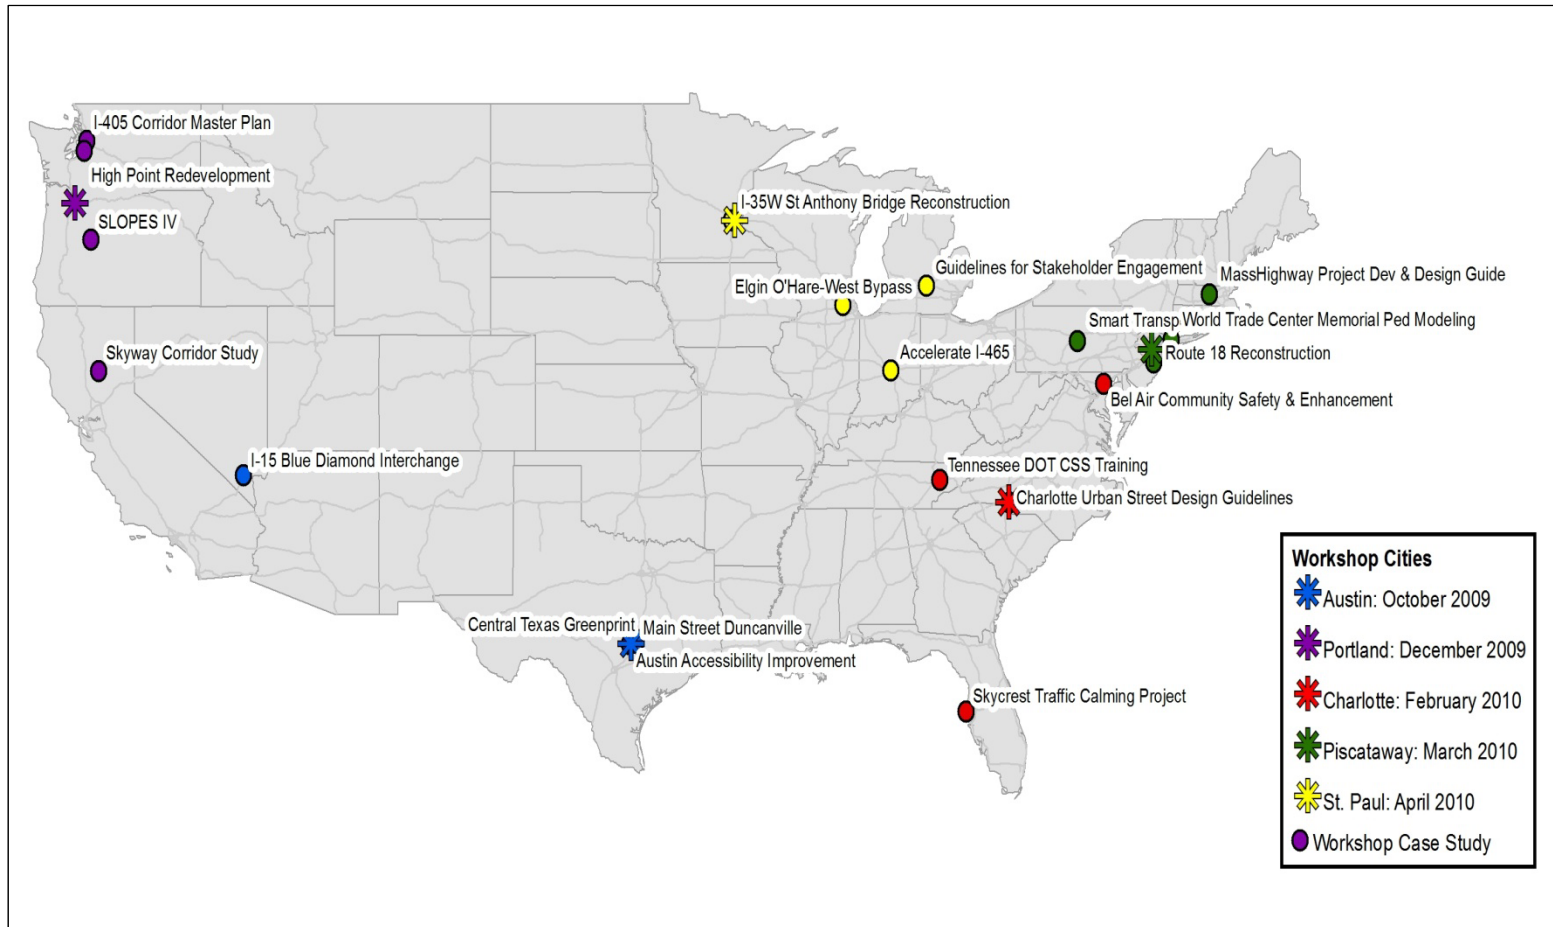 I-405 Corridor Master Plan
High Point Redevelopment
SLOPES IV
I-35W St Anthony Bridge Reconstruction
Guidelines for Stakeholder Engagement
MassHighway Project Dev & Design Guide
Elgin O'Hare-West Bypass
Smart Transp
World Trade Center Memorial Ped Modeling
Skyway Corridor Study
Accelerate I-465
Route 18 Reconstruction
Bel Air Community Safety & Enhancement
I-15 Blue Diamond Interchange
Tennessee DOT CSS Training
Charlotte Urban Street Design Guidelines
Central Texas Greenprint
Main Street Duncanville
Austin Accessibility Improvement
Skycrest Traffic Calming Project
Workshop Cities
Austin: October 2009
Portland: December 2009
Charlotte: February 2010
Piscataway: March 2010
St. Paul: April 2010
Workshop Case Study